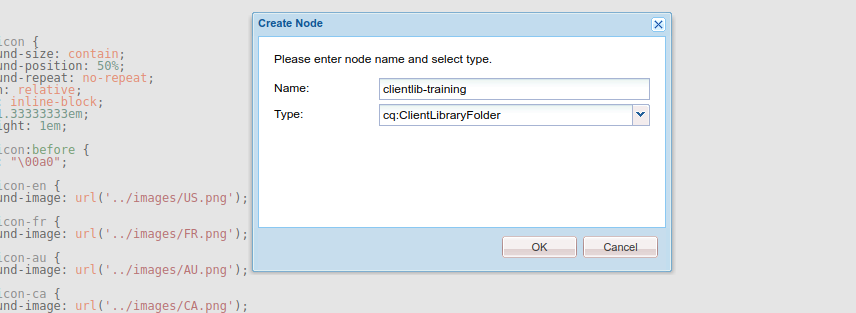 Create Node
Please enter node name and select type.
Name: clientlib-training
Type: cq:ClientLibraryFolder
OK Cancel
icon {
und-size: contain;
und-position: 50%;
und-repeat: no-repeat;
n: relative;
: inline-block;
1.33333333em;
ight: 1em;
icon:before {
: "\00a0";
icon-en {
und-image: url('../images/US.png');
icon-fr {
und-image: url('../images/FR.png');
icon-au {
und-image: url('../images/AU.png');
icon-ca {
und-image: url('../images/CA.png');